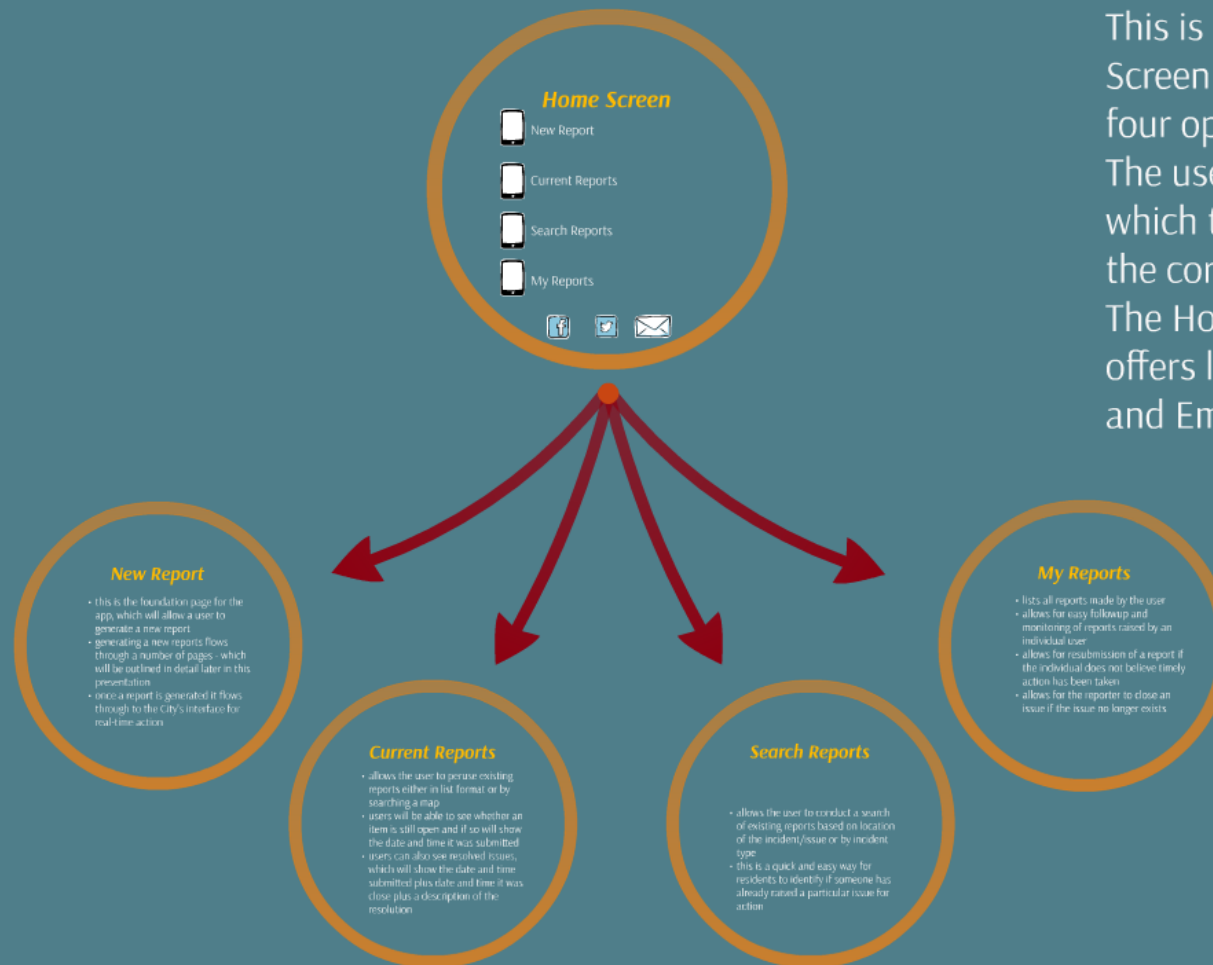 Home Screen
New Report
Current Reports
Search Reports
My Reports
This is
Screen
four op
The use
which t
the cor
The Ho
offers l
and Em
New Report
• this is the foundation page for the
app, which will allow a user to
generate a new report
• generating a new reports flows
through a number of pages - which
will be outlined in detail later in this
presentation
• once a report is generated it flows
through to the City's interface for
real-time action
Current Reports
• allows the user to peruse existing
reports either in list format or by
searching a map
• users will be able to see whether an
item is still open and if so will show
the date and time it was submitted
• users can also see resolved issues,
which will show the date and time
submitted plus date and time it was
close plus a description of the
resolution
Search Reports
• allows the user to conduct a search
of existing reports based on location
of the incident/issue or by incident
type
• this is a quick and easy way for
residents to identify if someone has
already raised a particular issue for
action
My Reports
• lists all reports made by the user
• allows for easy followup and
monitoring of reports raised by an
individual user
• allows for resubmission of a report if
the individual does not believe timely
action has been taken
• allows for the reporter to close an
issue if the issue no longer exists